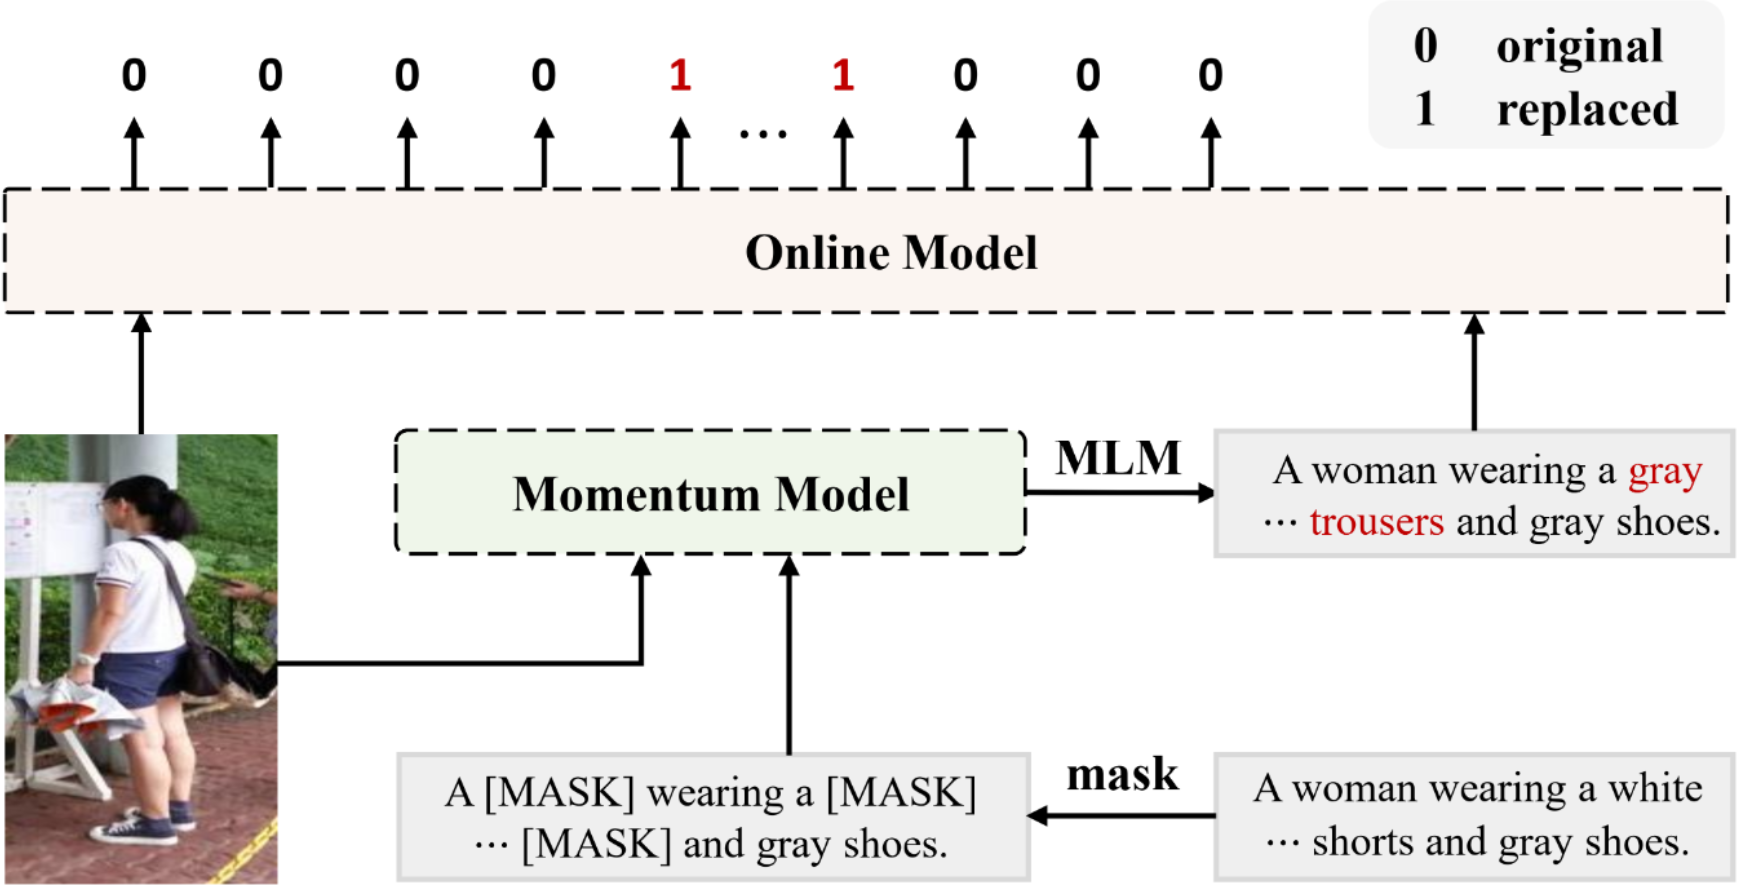 0 0 0 0 1 ... 1 0 0 0
0 original
1 replaced
Online Model
Momentum Model
MLM
A woman wearing a gray
... trousers and gray shoes.
A [MASK] wearing a [MASK]
... [MASK] and gray shoes.
mask
A woman wearing a white
... shorts and gray shoes.